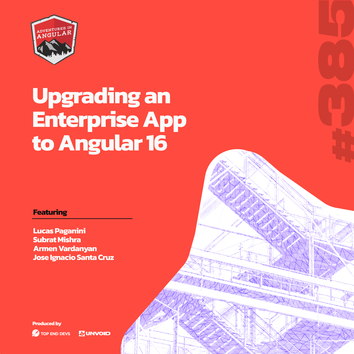 ADVENTURES IN
ANGULAR
#385
Upgrading an
Enterprise App
to Angular 16
Featuring
Lucas Paganini
Subrat Mishra
Armen Vardanyan
Jose Ignacio Santa Cruz
Produced by
TOP END DEVS
UNVOID